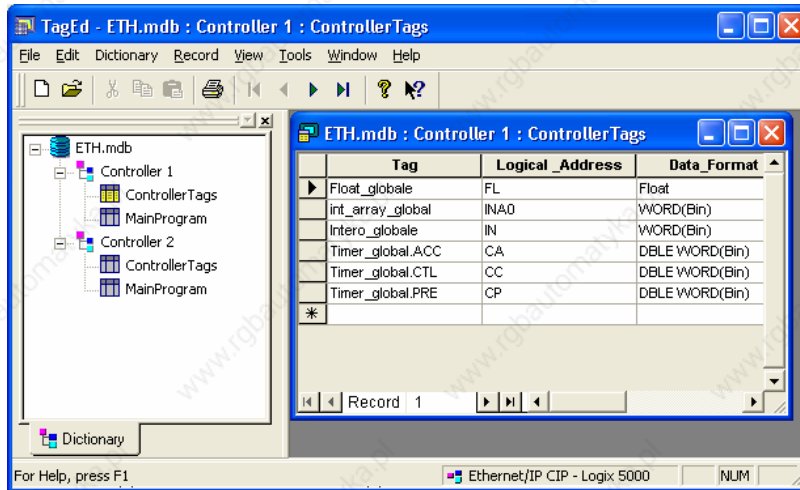 TagEd - ETH.mdb : Controller 1 : ControllerTags
File Edit Dictionary Record View Tools Window Help
ETH.mdb
Controller 1
ControllerTags
MainProgram
Controller 2
ControllerTags
MainProgram
Dictionary
ETH.mdb : Controller 1 : ControllerTags
Tag Logical _Address Data_Format
Float_globale FL Float
int_array_global INA0 WORD(Bin)
Intero_globale IN WORD(Bin)
Timer_global.ACC CA DBLE WORD(Bin)
Timer_global.CTL CC DBLE WORD(Bin)
Timer_global.PRE CP DBLE WORD(Bin)
Record 1
For Help, press F1 Ethernet/IP CIP - Logix 5000 NUM
www.rgbautomatyka.pl